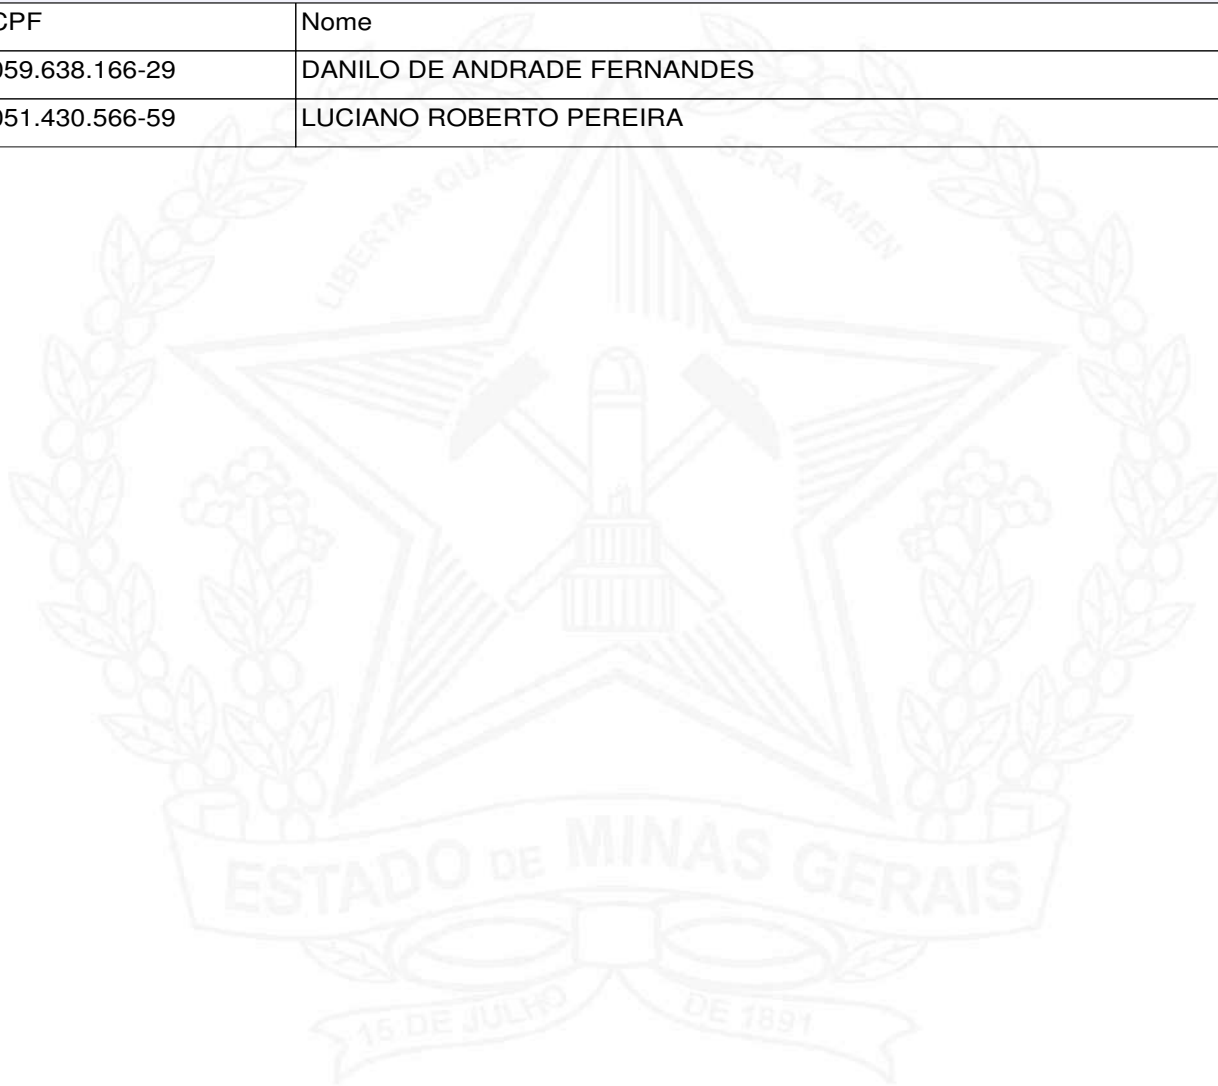 CPF Nome
059.638.166-29 DANILO DE ANDRADE FERNANDES
051.430.566-59 LUCIANO ROBERTO PEREIRA
LIBERTAS QUAE SERA TAMEN
ESTADO DE MINAS GERAIS
15 DE JULHO DE 1891